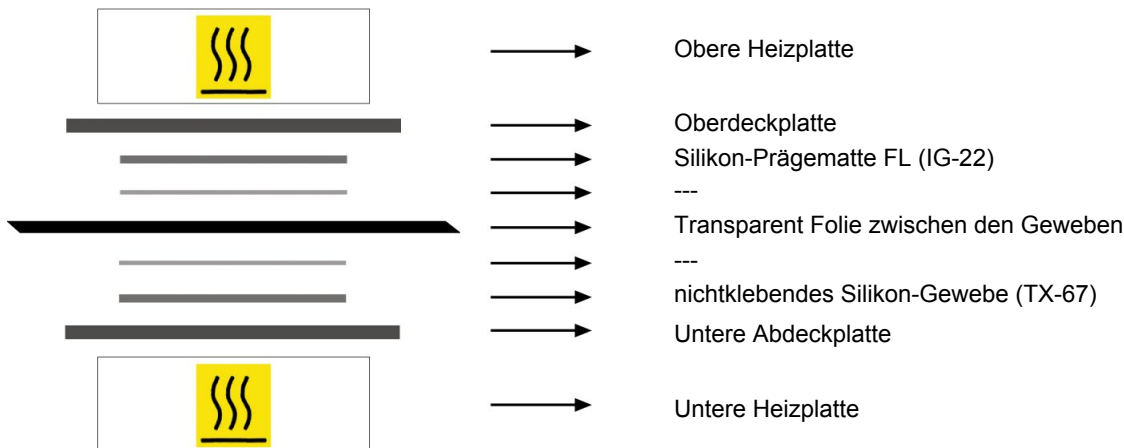 Obere Heizplatte
Oberdeckplatte
Silikon-Prägematte FL (IG-22)
---
Transparent Folie zwischen den Geweben
---
nichtklebendes Silikon-Gewebe (TX-67)
Untere Abdeckplatte
Untere Heizplatte